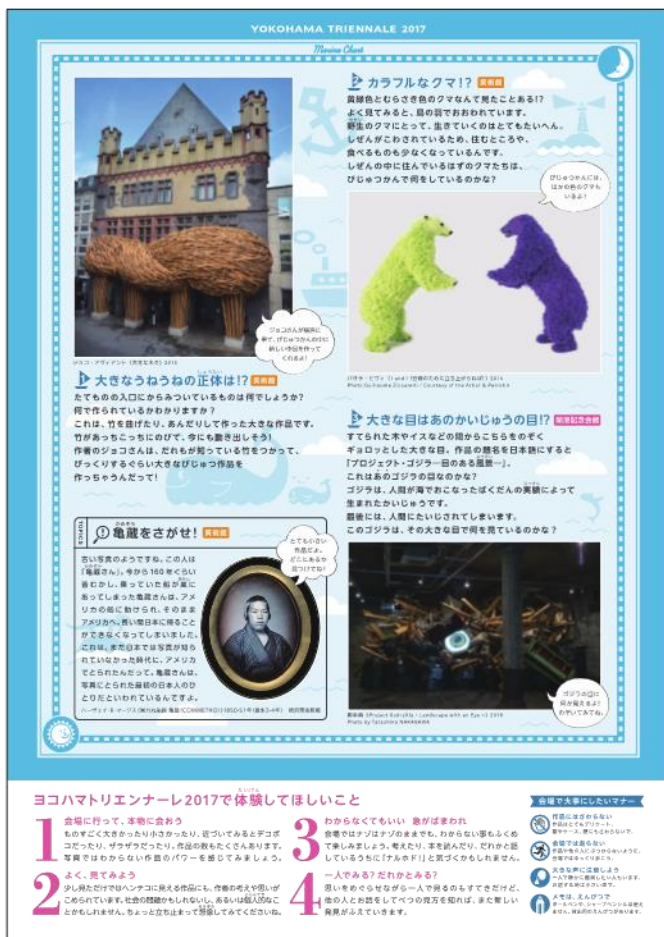 YOKOHAMA TRIENNALE 2017
Marine Chart
ジョコさんが横浜に
来て、びじゅつかんの中に
新しい作品を作って
くれるよ!
ジョコ・アヴィアント《大きな木》2015
大きなうねうねの正体は!? 美術館
たてものの入口にからみついているものは何でしょうか?
何で作られているかわかりますか?
これは、竹を曲げたり、あんだりして作った大きな作品です。
竹があっちこっちにのびて、今にも動き出しそう!
作者のジョコさんは、だれもが知っている竹をつかって、
びっくりするぐらい大きなびじゅつ作品を
作っちゃうんだって!
TOPICS
亀蔵をさがせ! 美術館
古い写真のようですね。この人は
「亀蔵さん」。今から160年ぐらい
昔むかし、乗っていた船が嵐に
あってしまった亀蔵さんは、アメ
リカの船に助けられ、そのまま
アメリカへ。長い間日本に帰ること
ができなくなってしまいました。
これは、まだ日本では写真が知ら
れていなかった時代に、アメリカ
でとられたんだって。亀蔵さんは、
写真にとられた最初の日本人のひ
とりだといわれているんですよ。
とても小さい
作品だよ。
どこにあるか
見つけてね!
カラフルなクマ!? 美術館
黄緑色とむらさき色のクマなんて見たことある!?
よく見てみると、鳥の羽でおおわれています。
野生のクマにとって、生きていくのはとてもたいへん。
しぜんがこわされているため、住むところや、
食べるものも少なくなっているんです。
しぜんの中に住んでいるはずのクマたちは、
びじゅつかんで何をしているのかな?
びじゅつかんには、
ほかの色のクマも
いるよ!
大きな目はあのかいじゅうの目!? 開港記念会館
すてられた木やイスなどの間からこちらをのぞく
ギョロッとした大きな目。作品の題名を日本語にすると
「プロジェクト・ゴジラ―目のある風景―」。
これはあのゴジラの目なのかな?
ゴジラは、人間が海でおこなったばくだんの実験によって
生まれたかいじゅうです。
最後には、人間にたいじされてしまいます。
このゴジラは、その大きな目で何を見ているのかな?
ゴジラの目に
何が見えるよ!
のぞいてみてね。
Photo by Tatsuhiko NAKAGAWA
ヨコハマトリエンナーレ2017で体験してほしいこと
1 会場に行って、本物に会おう
ものすごく大きかったり小さかったり、近づいてみるとデコボ
コだったり、ザラザラだったり、作品の数もたくさんあります。
写真ではわからない作品のパワーを感じてみましょう。
2 よく、見てみよう
少し見ただけではヘンテコに見える作品にも、作者の考えや思いが
こめられています。社会の問題かもしれないし、あるいは個人的なこ
とかもしれません。ちょっと立ち止まって想像してみてくださいね。
3 わからなくてもいい 急がばまわれ
会場ではナゾはナゾのままでも、わからない事もふくめ
て楽しみましょう。考えたり、本を読んだり、だれかと話
しているうちに「ナルホド!」と気づくかもしれません。
4 一人でみる? だれかとみる?
思いをめぐらせながら一人で見るのもすてきだけど、
他の人とお話をしてべつの見方を知れば、また新しい
発見がふえていきます。
会場で大事にしたいマナー
作品にはさわらない
作品はとてもデリケート。
会場では走らない
大きな声に注意しよう
メモは、えんぴつで